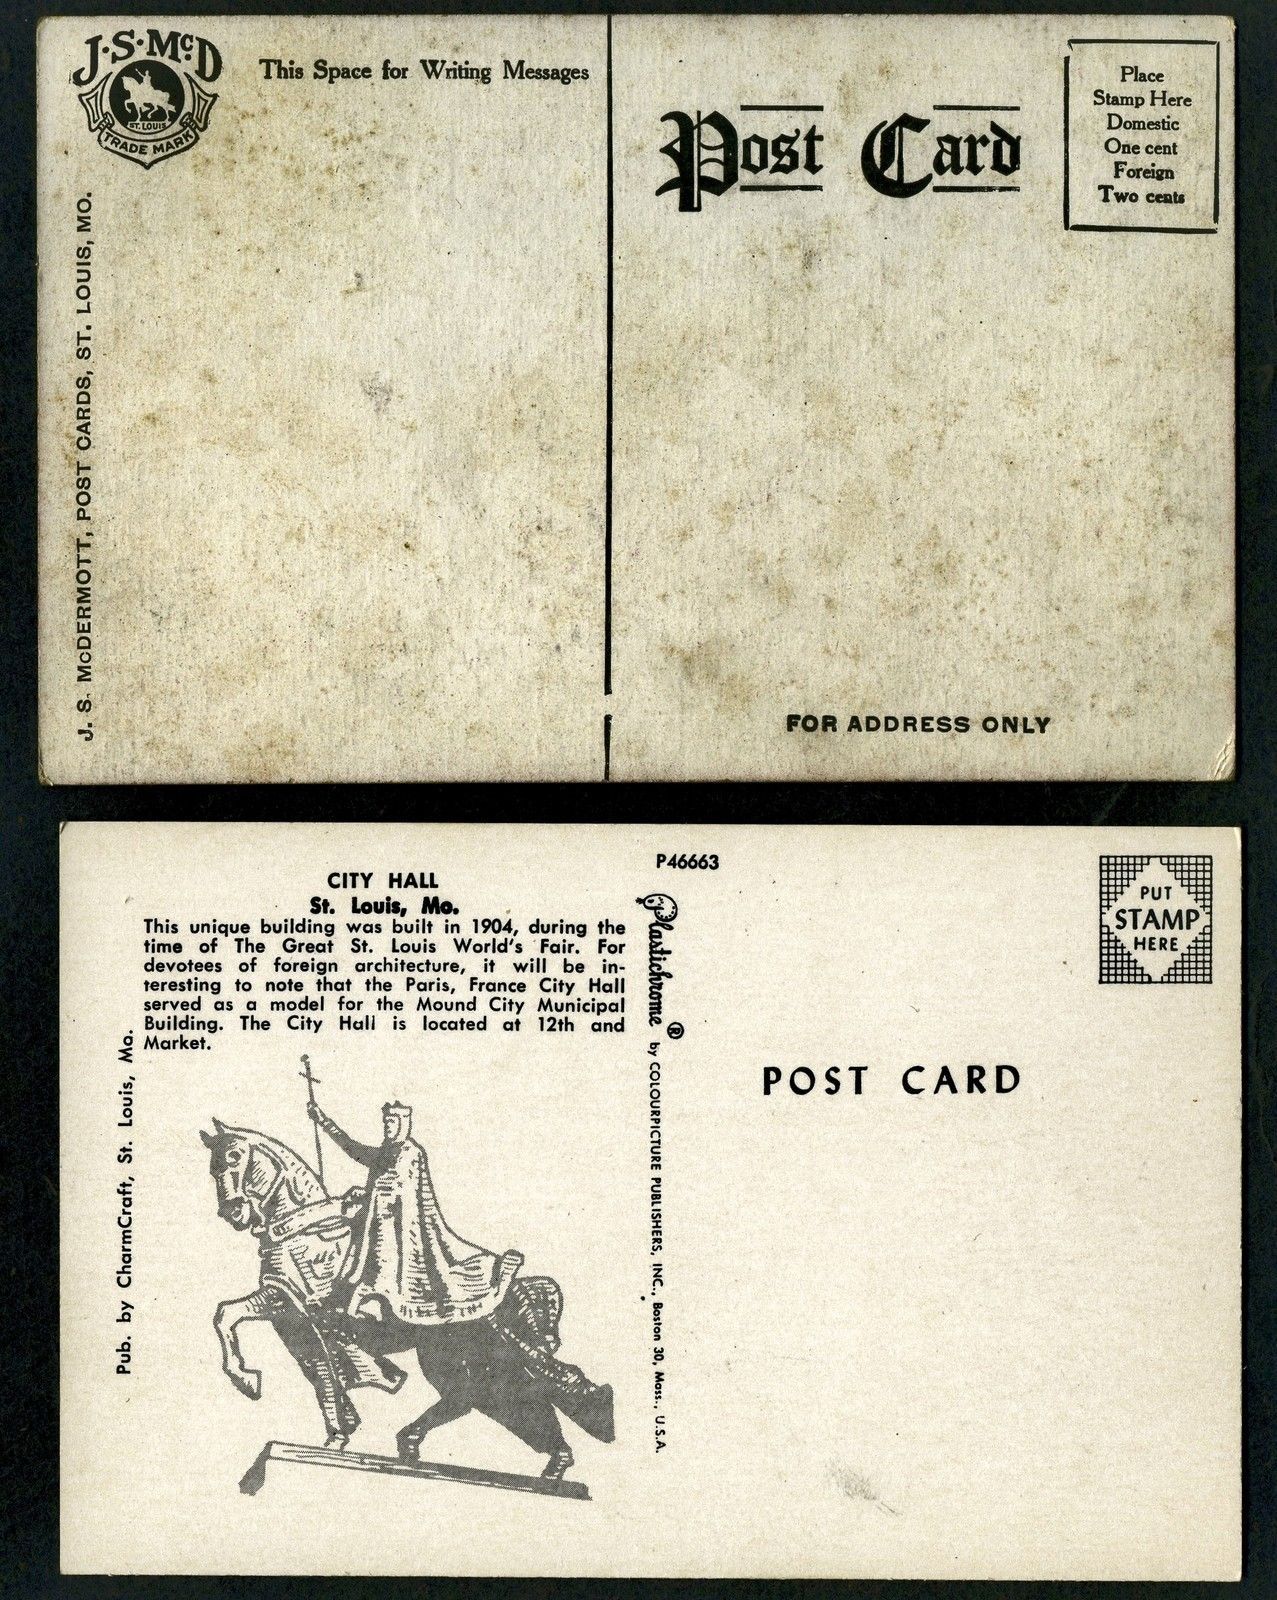 J·S·McD
ST. LOUIS
TRADE MARK
This Space for Writing Messages
Post Card
Place
Stamp Here
Domestic
One cent
Foreign
Two cents
J. S. McDERMOTT, POST CARDS, ST. LOUIS, MO.
FOR ADDRESS ONLY
CITY HALL
St. Louis, Mo.
This unique building was built in 1904, during the
time of The Great St. Louis World's Fair. For
devotees of foreign architecture, it will be in-
teresting to note that the Paris, France City Hall
served as a model for the Mound City Municipal
Building. The City Hall is located at 12th and
Market.
Pub. by CharmCraft, St. Louis, Mo.
P46663
Plastichrome ® by COLOURPICTURE PUBLISHERS, INC., Boston 30, Mass., U.S.A.
PUT
STAMP
HERE
POST CARD